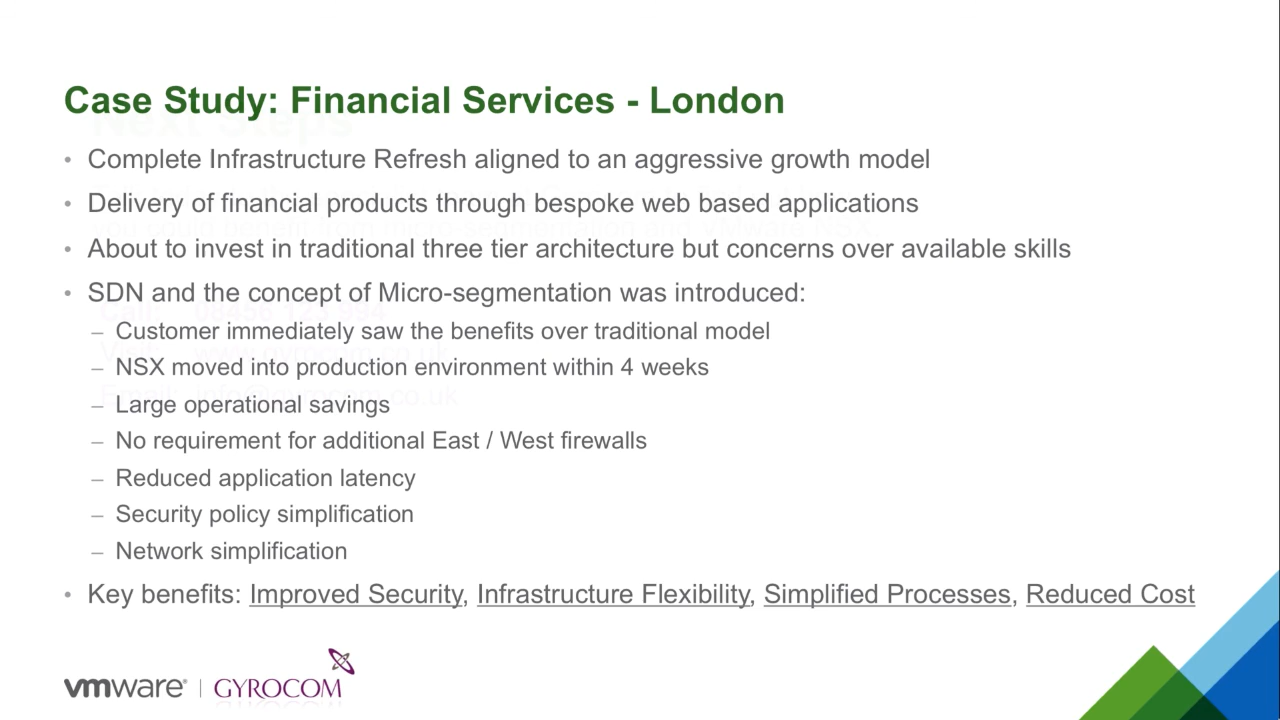 Case Study: Financial Services - London
• Complete Infrastructure Refresh aligned to an aggressive growth model
• Delivery of financial products through bespoke web based applications
• About to invest in traditional three tier architecture but concerns over available skills
• SDN and the concept of Micro-segmentation was introduced:
– Customer immediately saw the benefits over traditional model
– NSX moved into production environment within 4 weeks
– Large operational savings
– No requirement for additional East / West firewalls
– Reduced application latency
– Security policy simplification
– Network simplification
• Key benefits: Improved Security, Infrastructure Flexibility, Simplified Processes, Reduced Cost
vmware® | GYROCOM